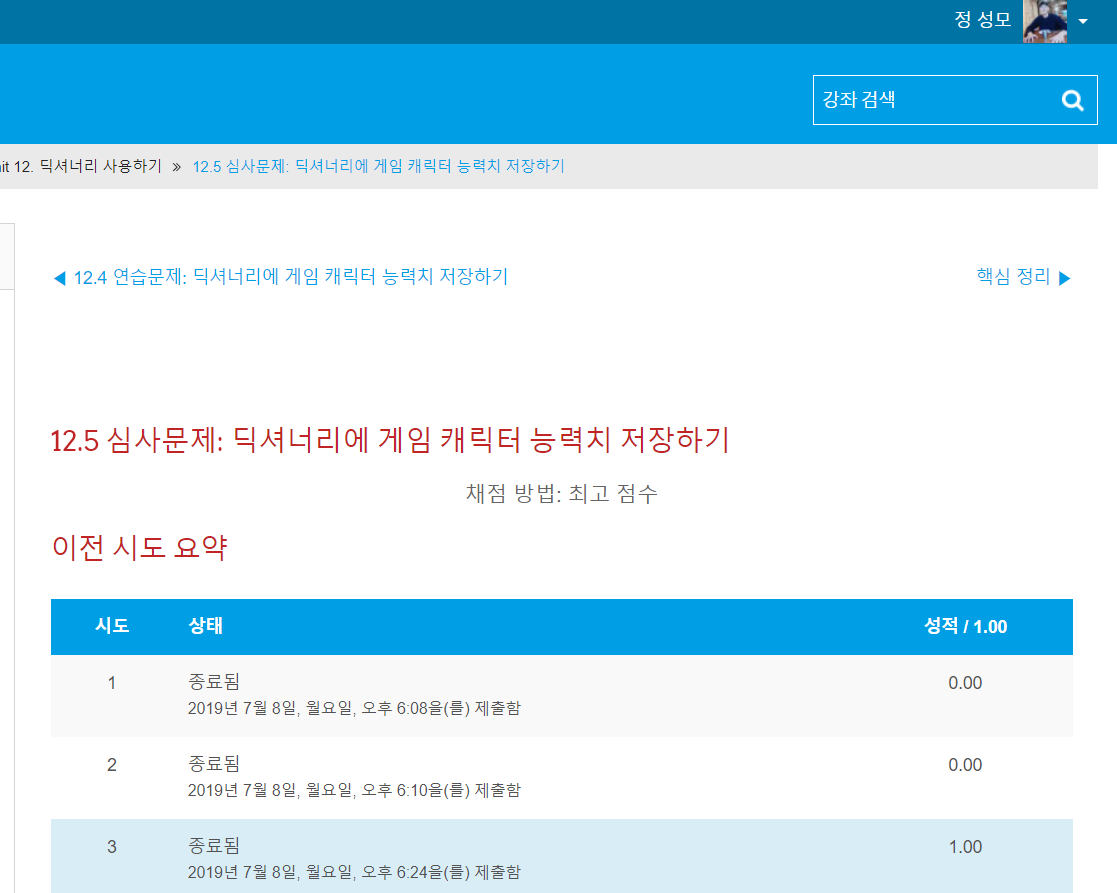 정 성모
강좌 검색
it 12. 딕셔너리 사용하기 » 12.5 심사문제: 딕셔너리에 게임 캐릭터 능력치 저장하기
◀ 12.4 연습문제: 딕셔너리에 게임 캐릭터 능력치 저장하기
핵심 정리 ▶
12.5 심사문제: 딕셔너리에 게임 캐릭터 능력치 저장하기
채점 방법: 최고 점수
이전 시도 요약
시도 상태 성적 / 1.00
1 종료됨 0.00
2019년 7월 8일, 월요일, 오후 6:08을(를) 제출함
2 종료됨 0.00
2019년 7월 8일, 월요일, 오후 6:10을(를) 제출함
3 종료됨 1.00
2019년 7월 8일, 월요일, 오후 6:24을(를) 제출함